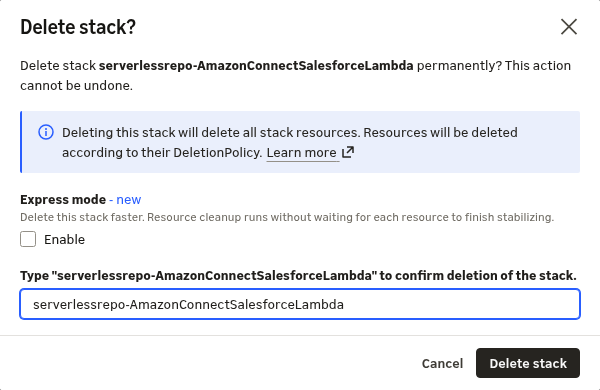 Delete stack?
Delete stack serverlessrepo-AmazonConnectSalesforceLambda permanently? This action
cannot be undone.
Deleting this stack will delete all stack resources. Resources will be deleted
according to their DeletionPolicy. Learn more
Express mode - new
Delete this stack faster. Resource cleanup runs without waiting for each resource to finish stabilizing.
Enable
Type "serverlessrepo-AmazonConnectSalesforceLambda" to confirm deletion of the stack.
serverlessrepo-AmazonConnectSalesforceLambda
Cancel Delete stack